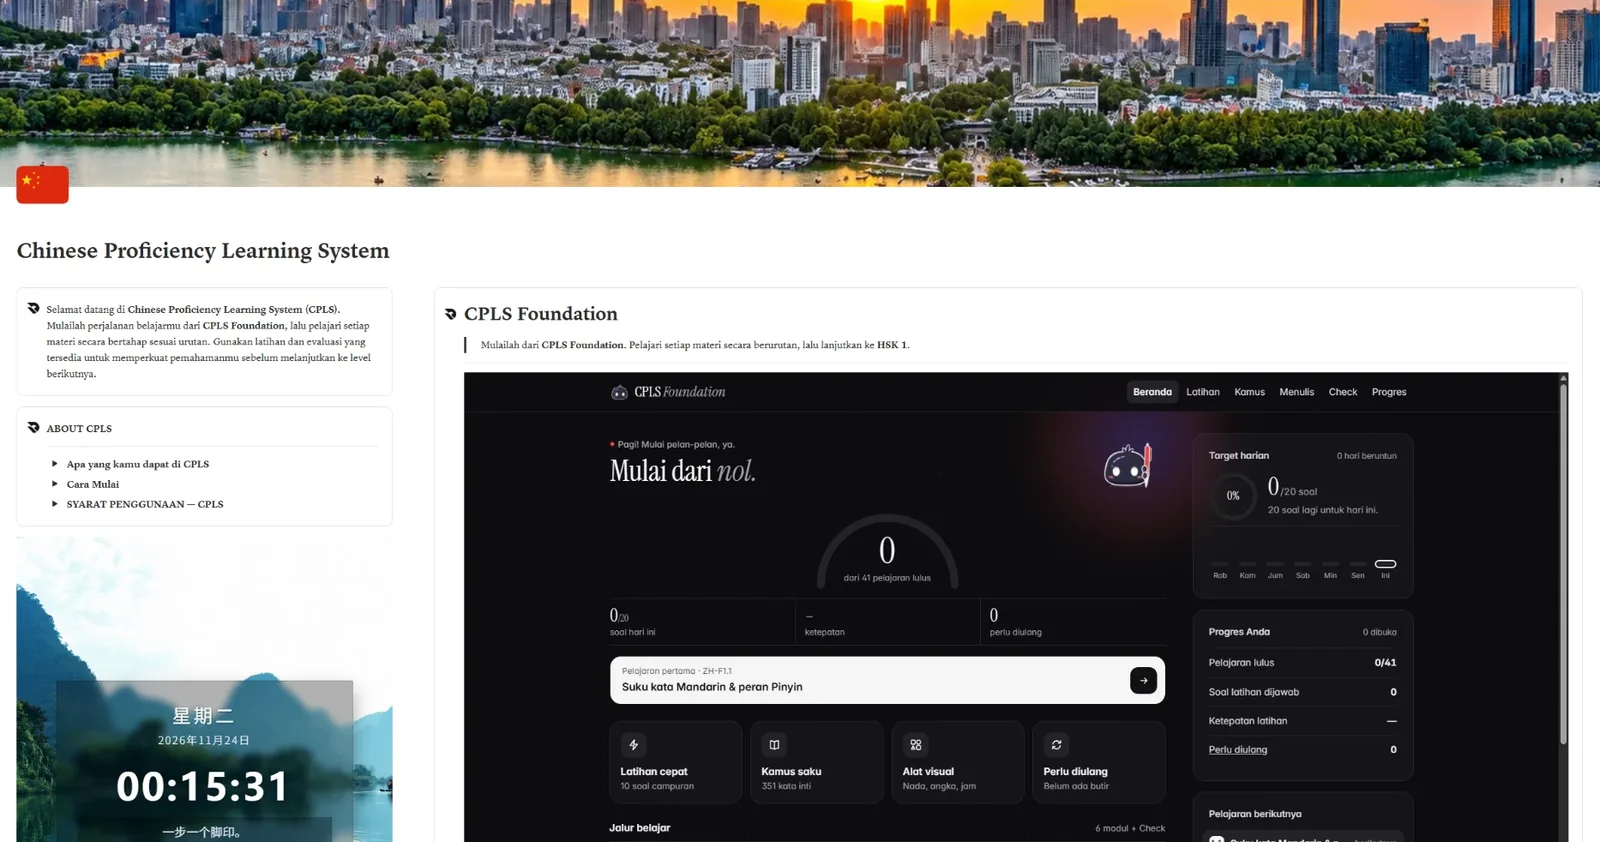 Chinese Proficiency Learning System
Selamat datang di Chinese Proficiency Learning System (CPLS).
Mulailah perjalanan belajarmu dari CPLS Foundation, lalu pelajari setiap
materi secara bertahap sesuai urutan. Gunakan latihan dan evaluasi yang
tersedia untuk memperkuat pemahamanmu sebelum melanjutkan ke level
berikutnya.
ABOUT CPLS
Apa yang kamu dapat di CPLS
Cara Mulai
SYARAT PENGGUNAAN — CPLS
星期二
2026年11月24日
00:15:31
一步一个脚印。
CPLS Foundation
Mulailah dari CPLS Foundation. Pelajari setiap materi secara berurutan, lalu lanjutkan ke HSK 1.
CPLS Foundation
Beranda Latihan Kamus Menulis Check Progres
Pagi! Mulai pelan-pelan, ya.
Mulai dari nol.
0
dari 41 pelajaran lulus
0/20
soal hari ini
–
ketepatan
0
perlu diulang
Pelajaran pertama · ZH-F1.1
Suku kata Mandarin & peran Pinyin
→
Latihan cepat
10 soal campuran
Kamus saku
351 kata inti
Alat visual
Nada, angka, jam
Perlu diulang
Belum ada butir
Jalur belajar
6 modul + Check
Target harian
0 hari beruntun
0%
0/20 soal
20 soal lagi untuk hari ini.
Rab Kam Jum Sab Min Sen Ini
Progres Anda
0 dibuka
Pelajaran lulus 0/41
Soal latihan dijawab 0
Ketepatan latihan —
Perlu diulang 0
Pelajaran berikutnya